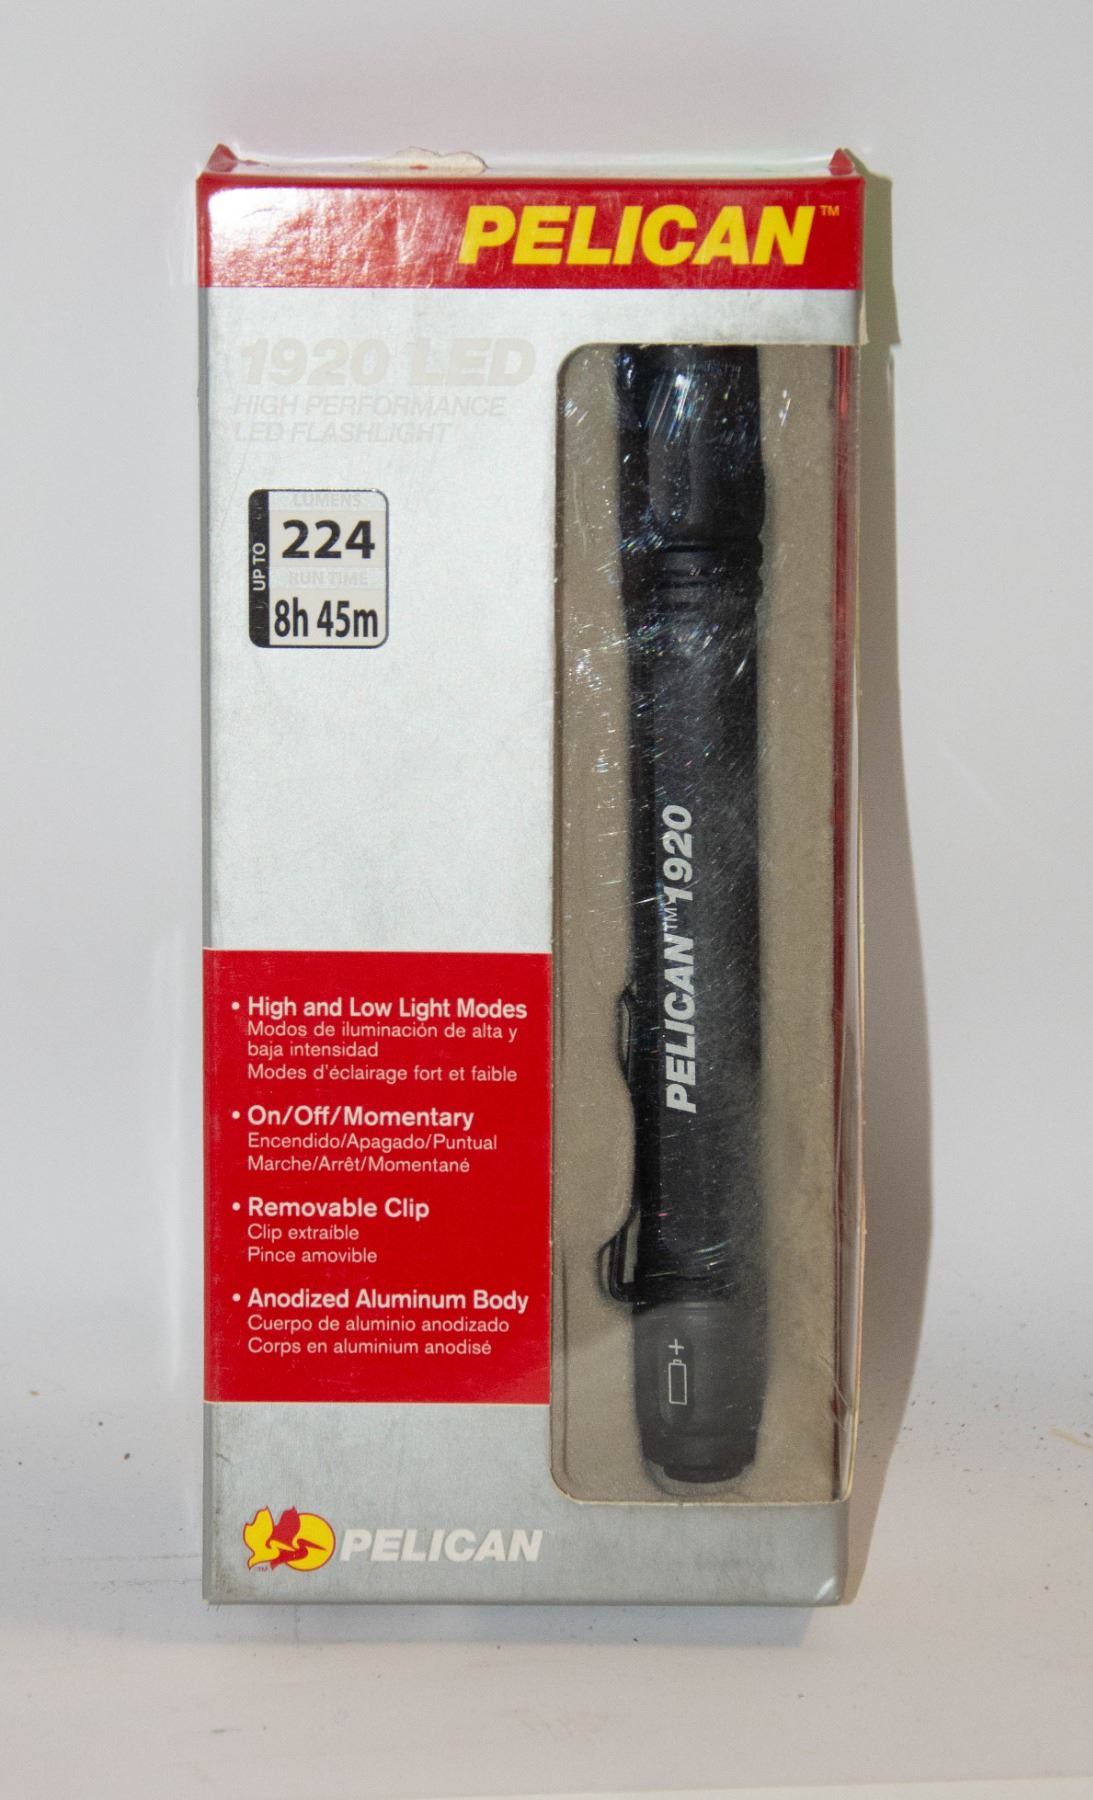 PELICAN™
1920 LED
HIGH PERFORMANCE
LED FLASHLIGHT
UP TO
LUMENS
224
RUN TIME
8h 45m
PELICAN™ 1920
• High and Low Light Modes
Modos de iluminación de alta y
baja intensidad
Modes d'éclairage fort et faible
• On/Off/Momentary
Encendido/Apagado/Puntual
Marche/Arrêt/Momentané
• Removable Clip
Clip extraíble
Pince amovible
• Anodized Aluminum Body
Cuerpo de aluminio anodizado
Corps en aluminium anodisé
+
™
PELICAN